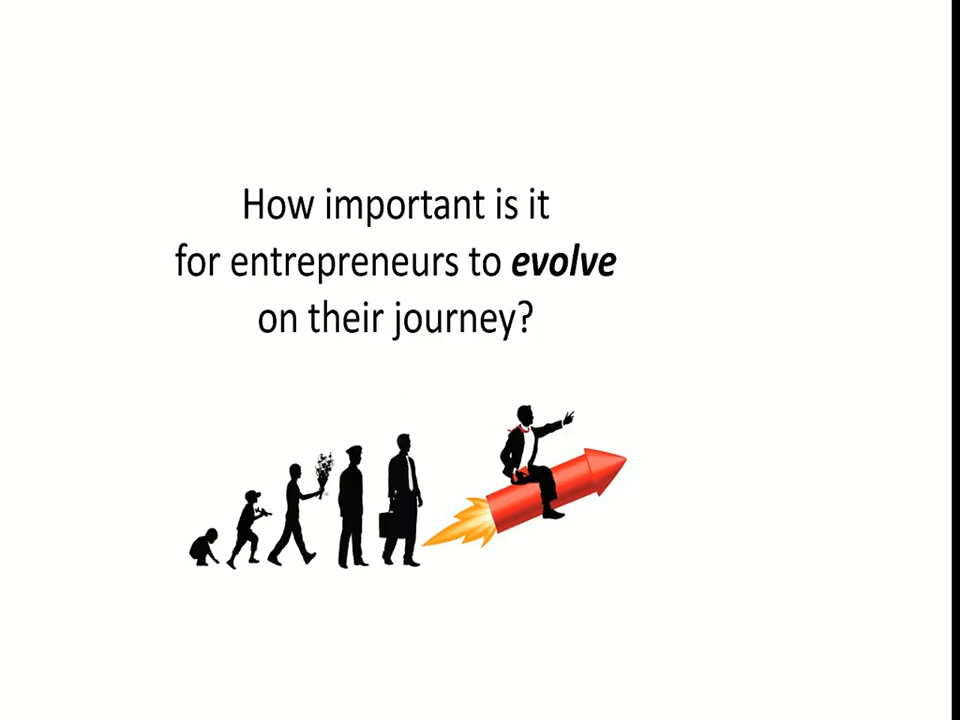 How important is it
for entrepreneurs to evolve
on their journey?